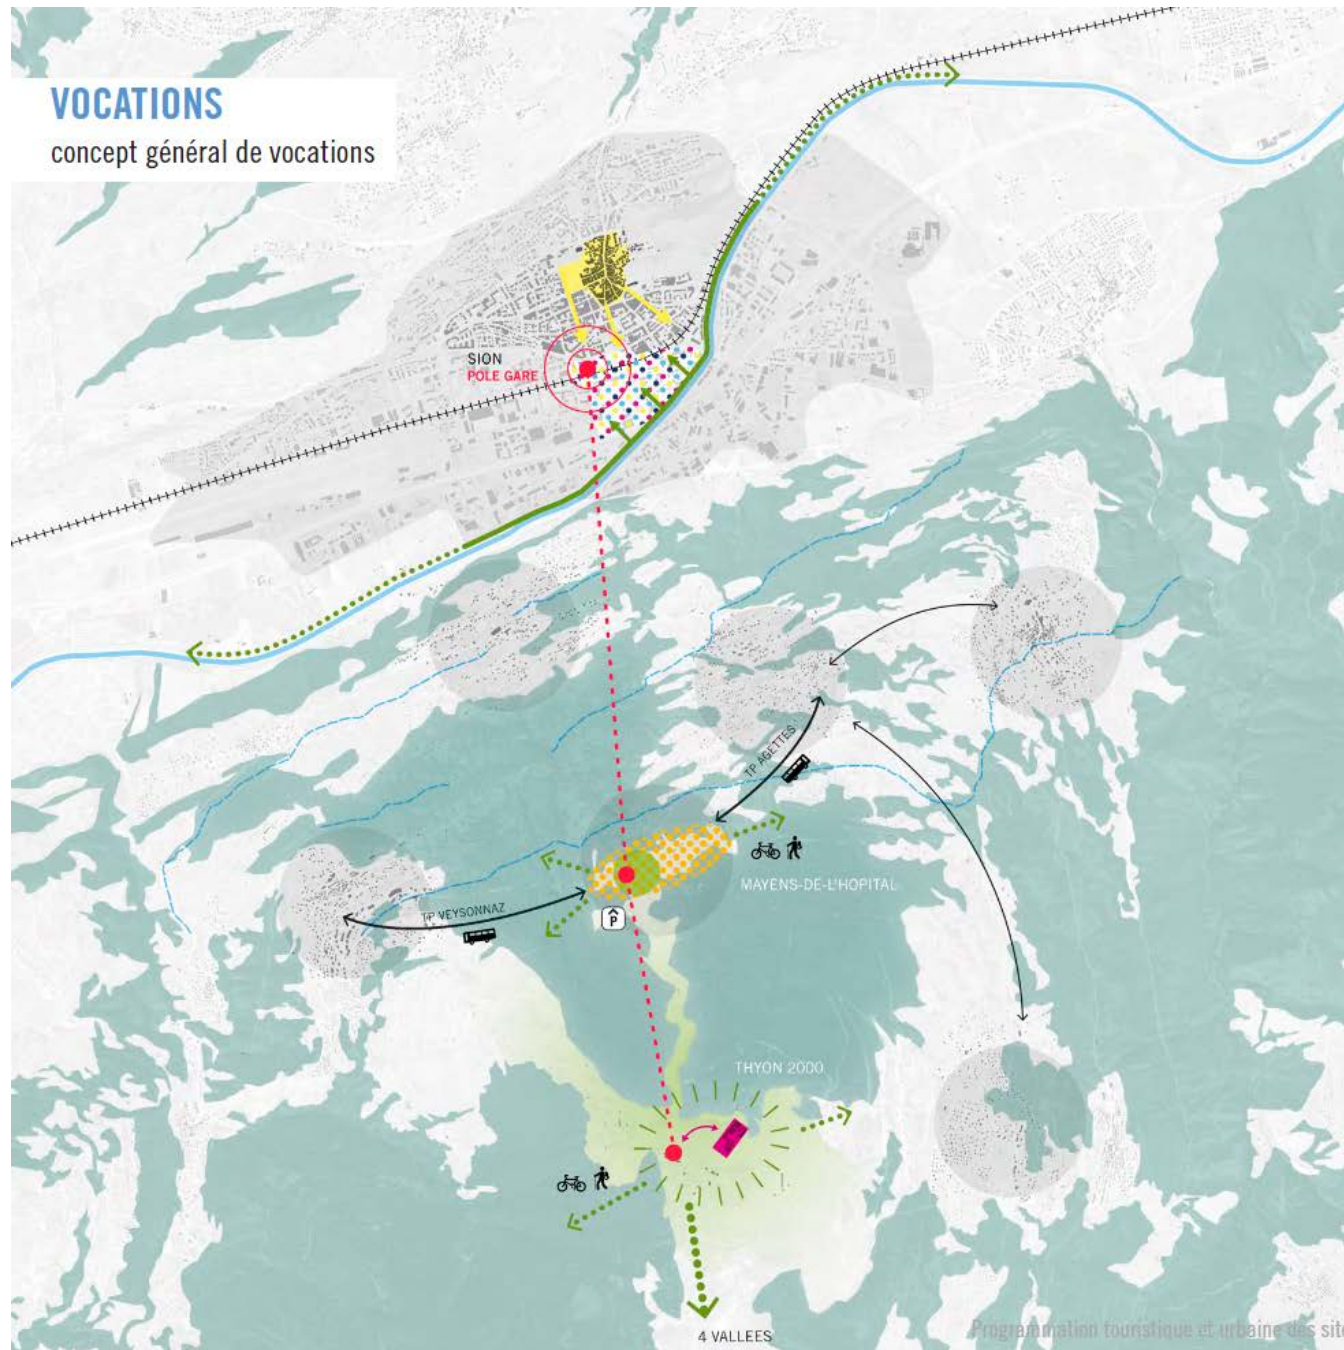 VOCATIONS
concept général de vocations
SION
POLE GARE
TP AGETTES
MAYENS-DE-L'HOPITAL
TP VEYSONNAZ
P
THYON 2000
4 VALLEES
Programmation touristique et urbaine des site